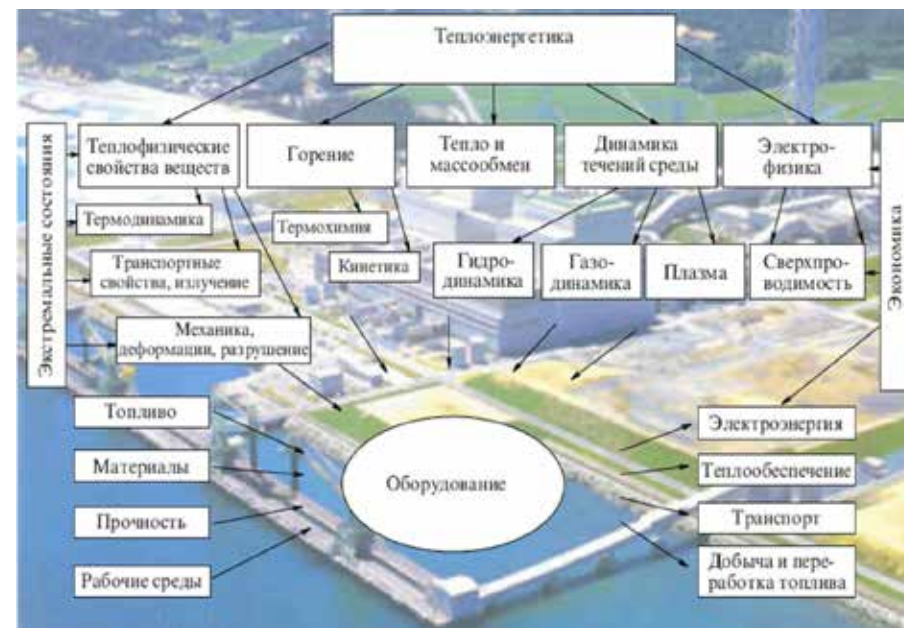 Теплоэнергетика
Экстремальные состояния
Теплофизические
свойства веществ
Горение
Тепло и
массообмен
Динамика
течений среды
Электро-
физика
Экономика
Термодинамика
Термохимия
Транспортные
свойства, излучение
Кинетика
Гидро-
динамика
Газо-
динамика
Плазма
Сверхпро-
водимость
Механика,
деформации, разрушение
Топливо
Материалы
Прочность
Рабочие среды
Оборудование
Электроэнергия
Теплообеспечение
Транспорт
Добыча и пере-
работка топлива